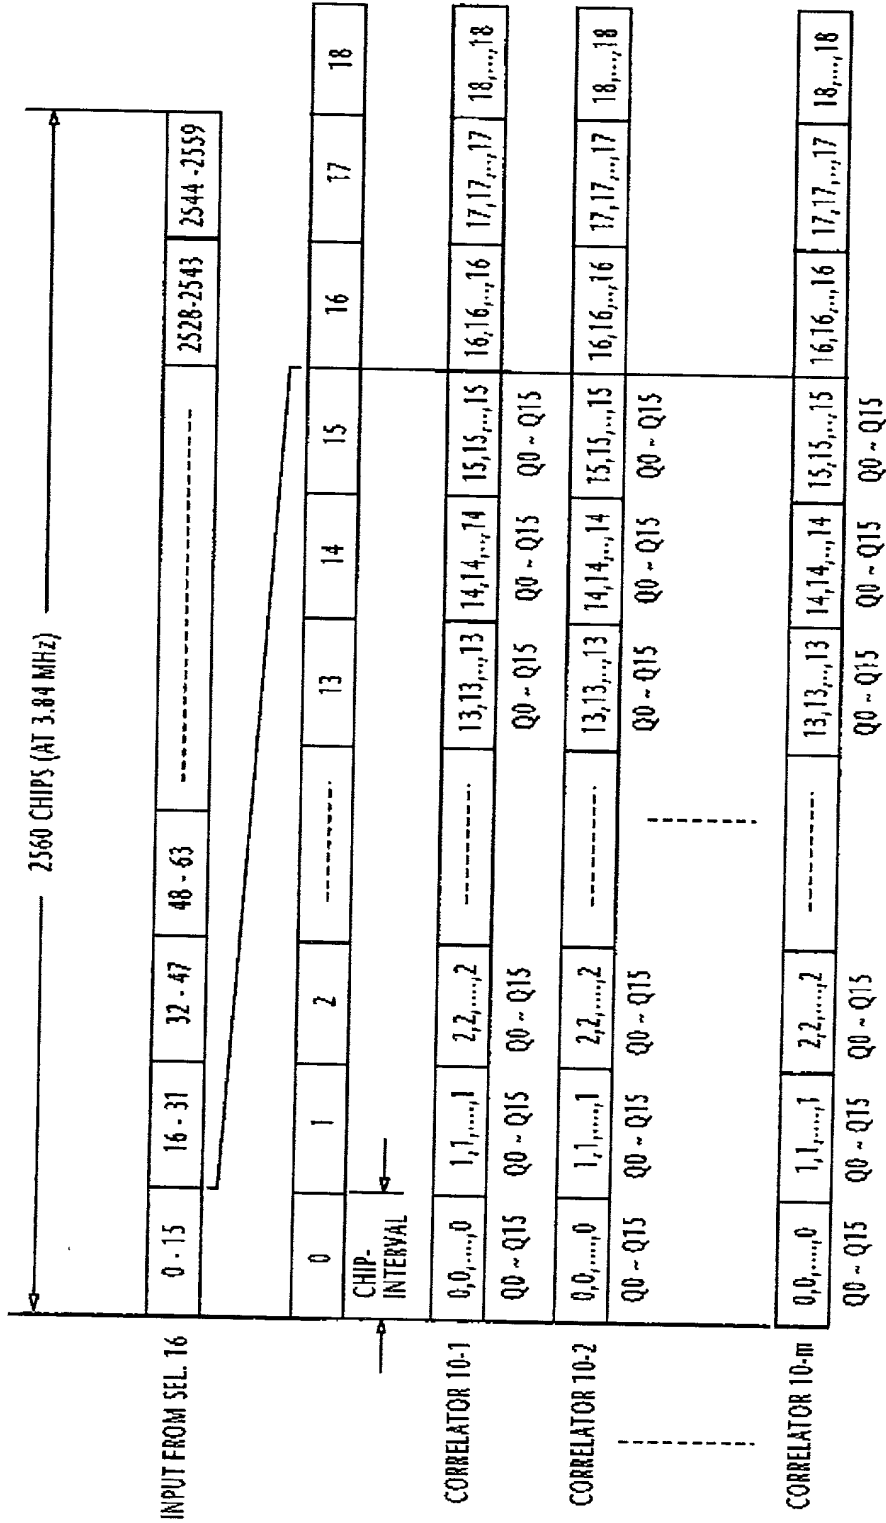 2560 CHIPS (AT 3.84 MHz)
INPUT FROM SEL. 16
0 - 15 16 - 31 32 - 47 48 - 63 2528-2543 2544 -2559
0 1 2 13 14 15 16 17 18
CHIP-
INTERVAL
CORRELATOR 10-1
0,0,....,0 1,1,....,1 2,2,....,2 13,13,...,13 14,14,...,14 15,15,...,15 16,16,...,16 17,17,...,17 18,...,18
Q0 ~ Q15 Q0 ~ Q15 Q0 ~ Q15 Q0 ~ Q15 Q0 ~ Q15 Q0 ~ Q15
CORRELATOR 10-2
0,0,....,0 1,1,....,1 2,2,....,2 13,13,...,13 14,14,...,14 15,15,...,15 16,16,...,16 17,17,...,17 18,...,18
Q0 ~ Q15 Q0 ~ Q15 Q0 ~ Q15 Q0 ~ Q15 Q0 ~ Q15 Q0 ~ Q15
CORRELATOR 10-m
0,0,....,0 1,1,....,1 2,2,....,2 13,13,...,13 14,14,...,14 15,15,...,15 16,16,...,16 17,17,...,17 18,...,18
Q0 ~ Q15 Q0 ~ Q15 Q0 ~ Q15 Q0 ~ Q15 Q0 ~ Q15 Q0 ~ Q15